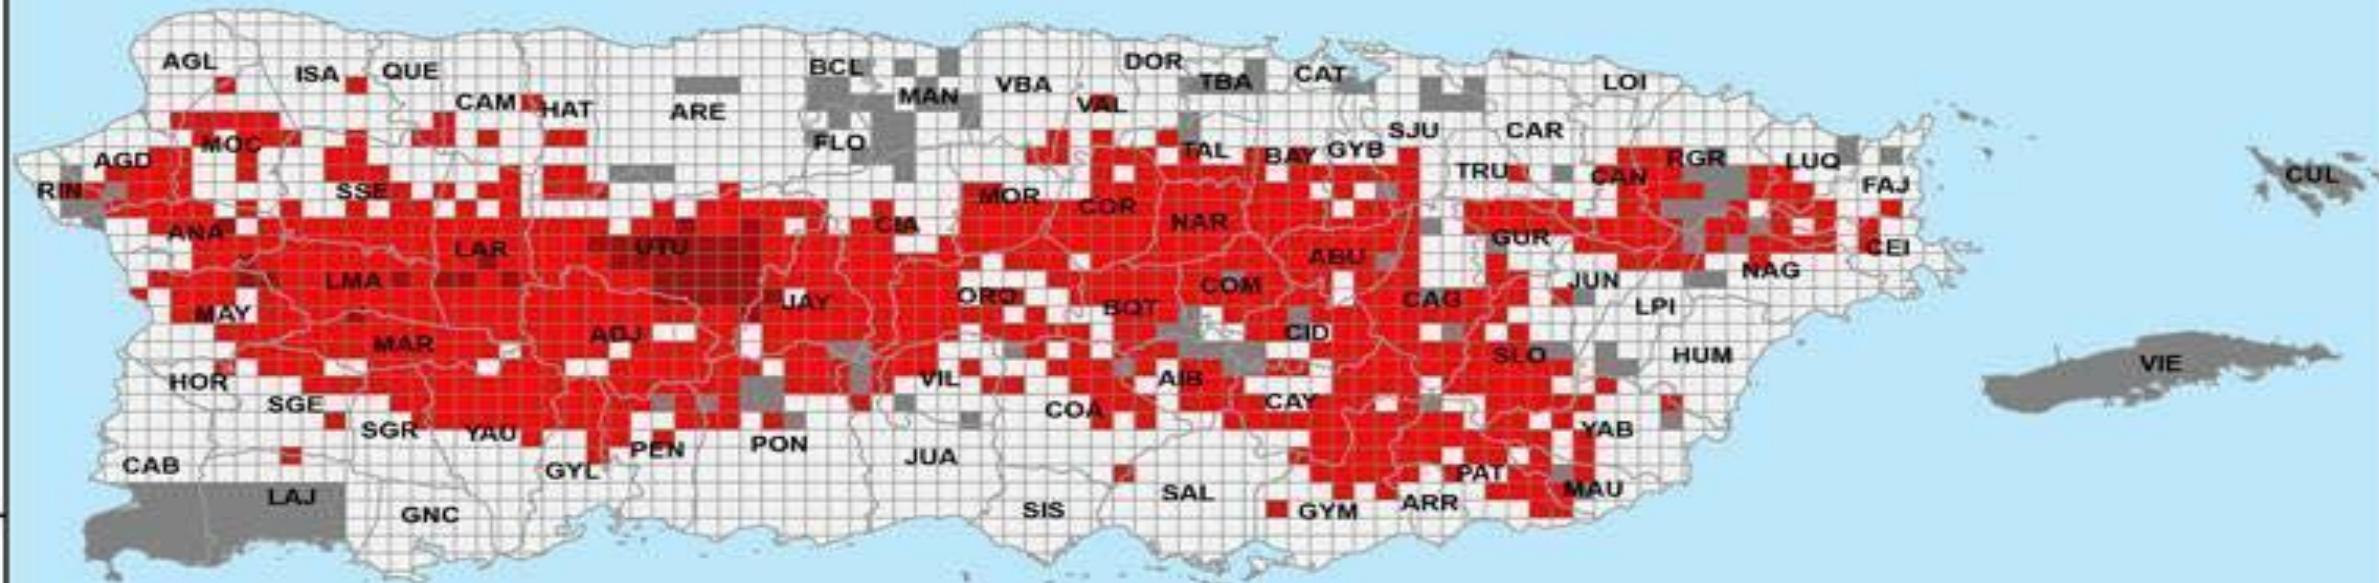 AGL
ISA
QUE
CAM
HAT
ARE
BCL
MAN
VBA
DOR
VAL
TBA
CAT
LOI
FLO
SJU
CAR
MOC
AGD
TAL
BAY
GYB
TRU
CAN
RGR
LUQ
FAJ
CUL
RIN
SSE
MOR
COR
NAR
CIA
ANA
LAR
UTU
ABU
GUR
CEI
NAG
LMA
JAY
ORO
BQT
COM
CAG
JUN
LPI
MAY
MAR
ADJ
CID
SLO
HUM
VIE
HOR
VIL
AIB
SGE
COA
CAY
SGR
YAU
PEN
PON
YAB
CAB
GYL
JUA
PAT
LAJ
SAL
MAU
GNC
SIS
GYM
ARR